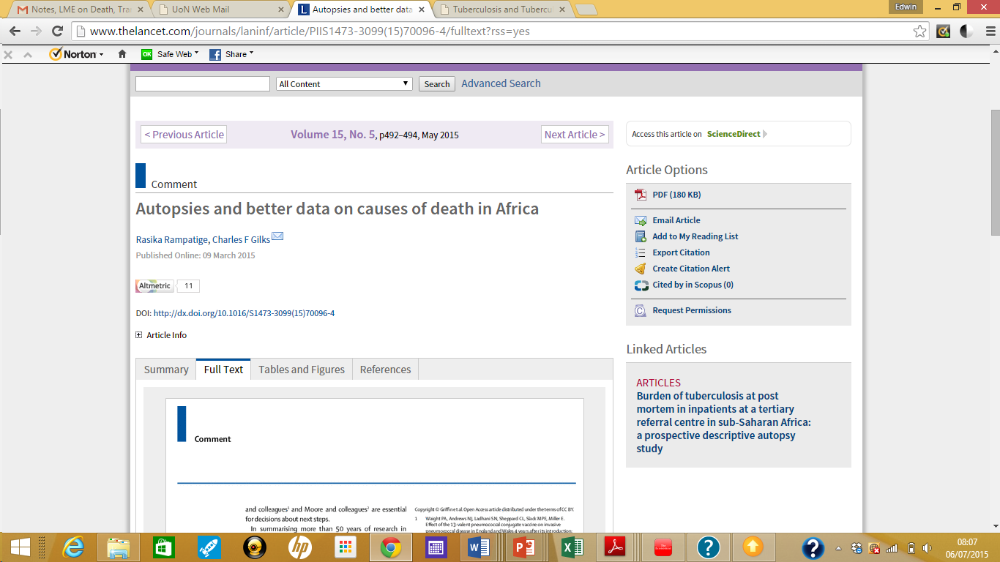 Notes, LME on Death, Tra
UoN Web Mail
Autopsies and better data
Tuberculosis and Tubercu
Edwin
www.thelancet.com/journals/laninf/article/PIIS1473-3099(15)70096-4/fulltext?rss=yes
Norton
OK Safe Web
Share
All Content
Search
Advanced Search
< Previous Article
Volume 15, No. 5, p492–494, May 2015
Next Article >
Access this article on ScienceDirect
Comment
Autopsies and better data on causes of death in Africa
Rasika Rampatige, Charles F Gilks
Published Online: 09 March 2015
Altmetric 11
DOI: http://dx.doi.org/10.1016/S1473-3099(15)70096-4
Article Info
Summary
Full Text
Tables and Figures
References
Comment
and colleagues1 and Moore and colleagues2 are essential
for decisions about next steps.
In summarising more than 50 years of research in
Copyright © Griffin et al. Open Access article distributed under the terms of CC BY.
1 Waight PA, Andrews NJ, Ladhani SN, Sheppard CL, Slack MPE, Miller E.
Effect of the 13-valent pneumococcal conjugate vaccine on invasive
pneumococcal disease in England and Wales 4 years after its introduction:
Article Options
PDF (180 KB)
Email Article
Add to My Reading List
Export Citation
Create Citation Alert
Cited by in Scopus (0)
Request Permissions
Linked Articles
ARTICLES
Burden of tuberculosis at post
mortem in inpatients at a tertiary
referral centre in sub-Saharan Africa:
a prospective descriptive autopsy
study
hp
08:07
06/07/2015